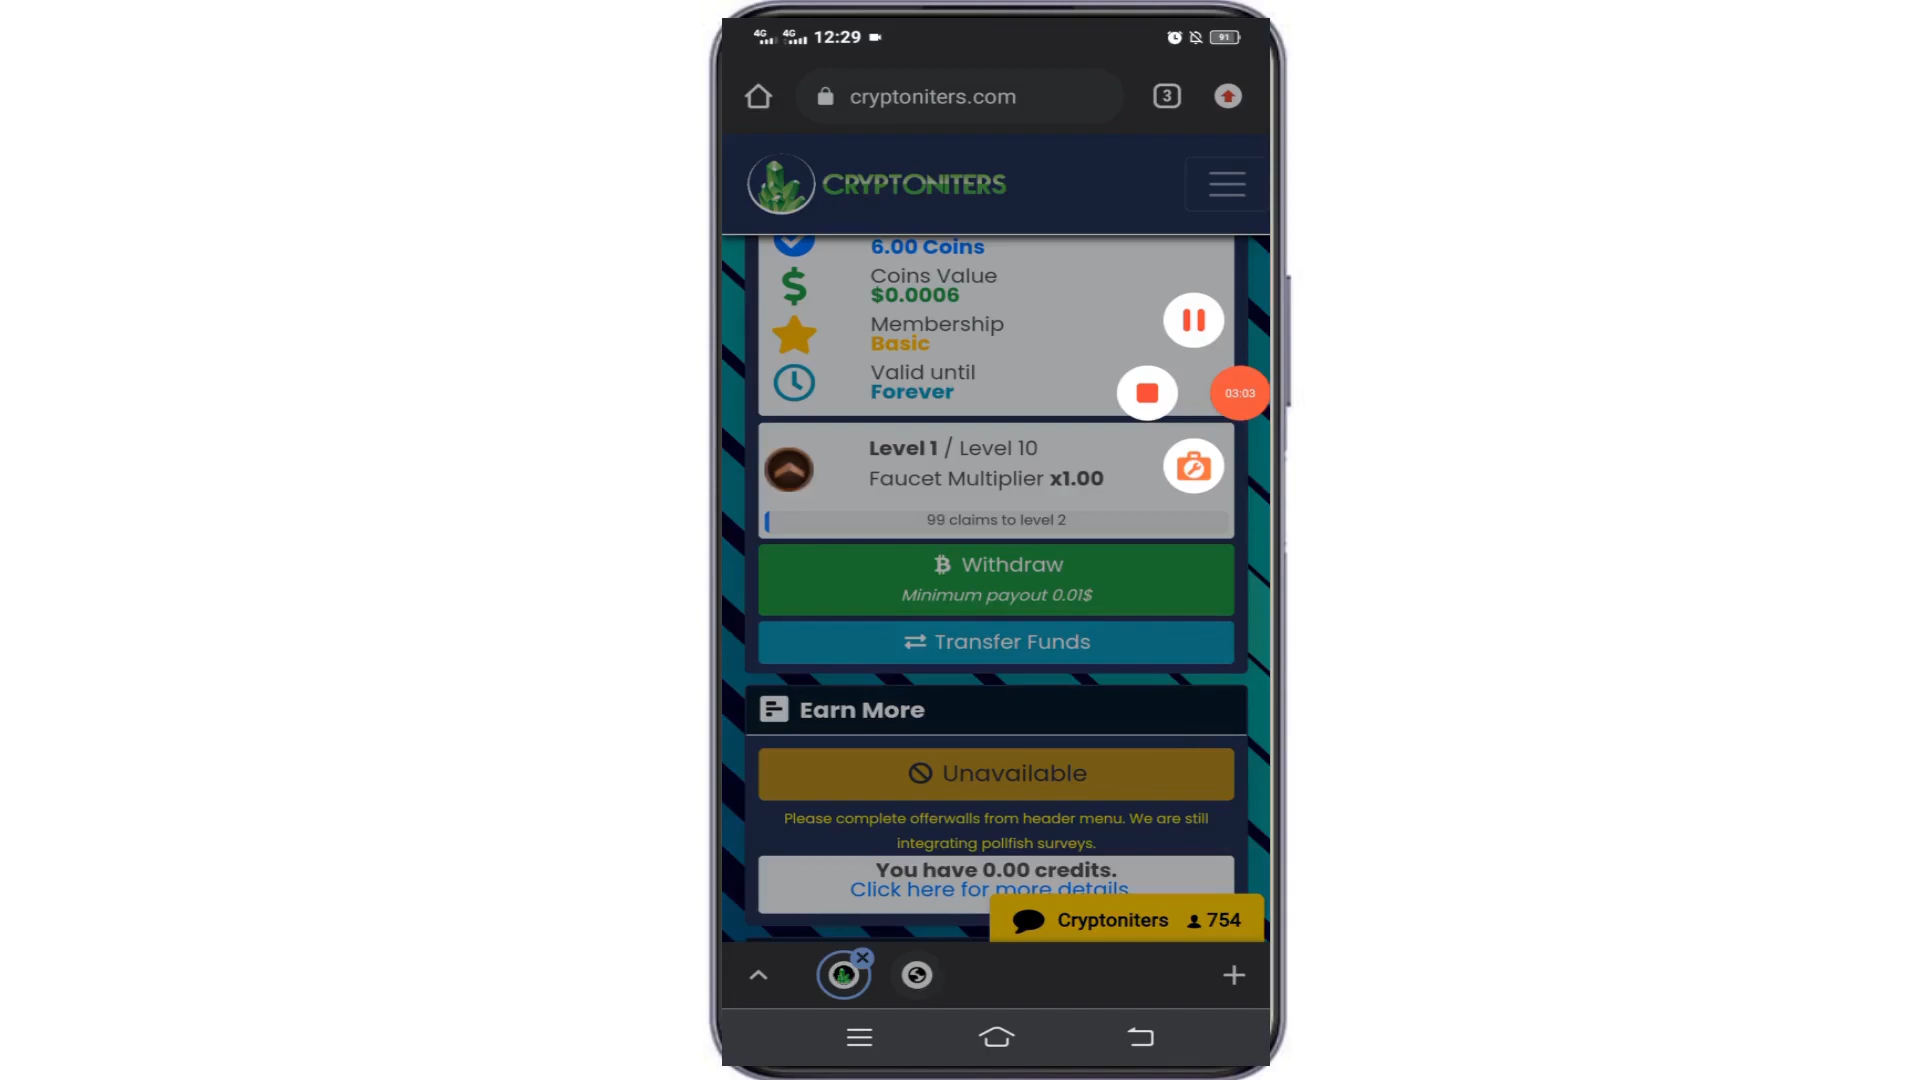 4G 4G 12:29 91
cryptoniters.com 3
CRYPTONITERS
6.00 Coins
Coins Value
$0.0006
Membership
Basic
Valid until
Forever
03:03
Level 1 / Level 10
Faucet Multiplier x1.00
99 claims to level 2
Withdraw
Minimum payout 0.01$
Transfer Funds
Earn More
Unavailable
Please complete offerwalls from header menu. We are still
integrating pollfish surveys.
You have 0.00 credits.
Click here for more details.
Cryptoniters 754